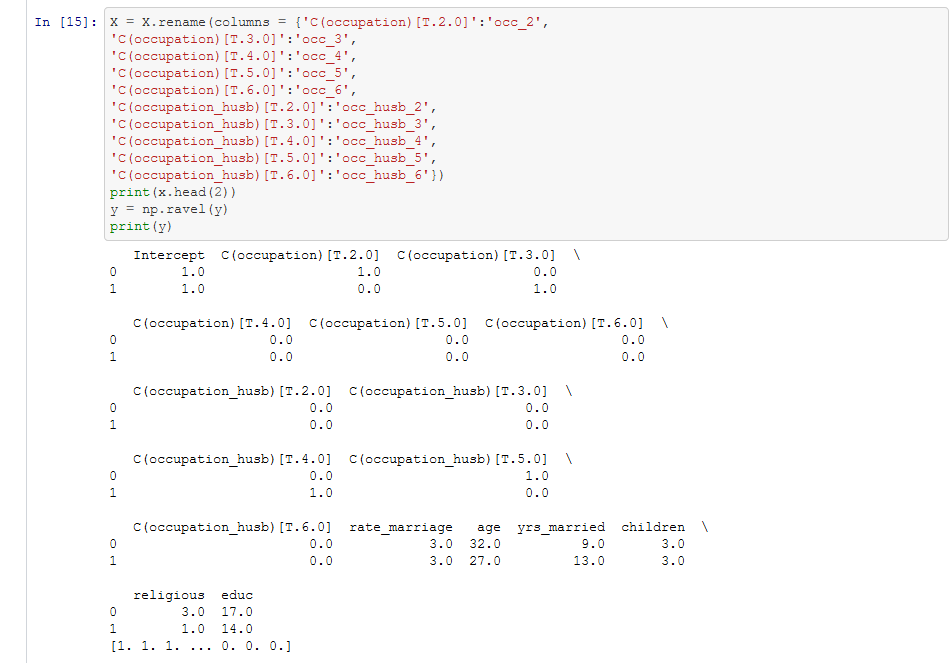 In [15]: X = X.rename(columns = {'C(occupation)[T.2.0]':'occ_2',
'C(occupation)[T.3.0]':'occ_3',
'C(occupation)[T.4.0]':'occ_4',
'C(occupation)[T.5.0]':'occ_5',
'C(occupation)[T.6.0]':'occ_6',
'C(occupation_husb)[T.2.0]':'occ_husb_2',
'C(occupation_husb)[T.3.0]':'occ_husb_3',
'C(occupation_husb)[T.4.0]':'occ_husb_4',
'C(occupation_husb)[T.5.0]':'occ_husb_5',
'C(occupation_husb)[T.6.0]':'occ_husb_6'})
print(x.head(2))
y = np.ravel(y)
print(y)
Intercept C(occupation)[T.2.0] C(occupation)[T.3.0] \
0 1.0 1.0 0.0
1 1.0 0.0 1.0
C(occupation)[T.4.0] C(occupation)[T.5.0] C(occupation)[T.6.0] \
0 0.0 0.0 0.0
1 0.0 0.0 0.0
C(occupation_husb)[T.2.0] C(occupation_husb)[T.3.0] \
0 0.0 0.0
1 0.0 0.0
C(occupation_husb)[T.4.0] C(occupation_husb)[T.5.0] \
0 0.0 1.0
1 1.0 0.0
C(occupation_husb)[T.6.0] rate_marriage age yrs_married children \
0 0.0 3.0 32.0 9.0 3.0
1 0.0 3.0 27.0 13.0 3.0
religious educ
0 3.0 17.0
1 1.0 14.0
[1. 1. 1. ... 0. 0. 0.]